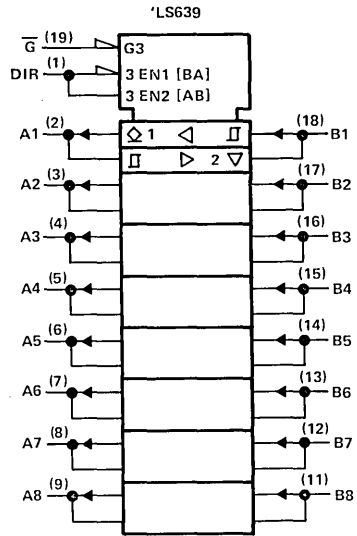 'LS639
G̅ (19) G3
DIR (1) 3 EN1 [BA]
3 EN2 [AB]
A1 (2) 1 (18) B1
2
A2 (3) (17) B2
A3 (4) (16) B3
A4 (5) (15) B4
A5 (6) (14) B5
A6 (7) (13) B6
A7 (8) (12) B7
A8 (9) (11) B8